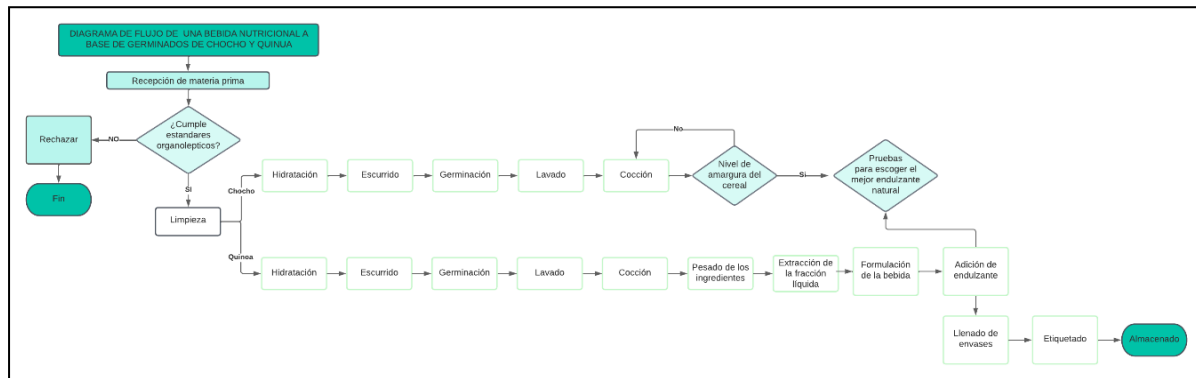 DIAGRAMA DE FLUJO DE UNA BEBIDA NUTRICIONAL A
BASE DE GERMINADOS DE CHOCHO Y QUINUA
Recepción de materia prima
¿Cumple
estandares
organolepticos?
NO
Rechazar
Fin
SI
Limpieza
Chocho
Hidratación
Escurrido
Germinación
Lavado
Cocción
No
Nivel de
amargura del
cereal
Si
Pruebas
para escoger el
mejor endulzante
natural
Quinoa
Hidratación
Escurrido
Germinación
Lavado
Cocción
Pesado de los
ingredientes
Extracción de
la fracción
líquida
Formulación
de la bebida
Adición de
endulzante
Llenado de
envases
Etiquetado
Almacenado